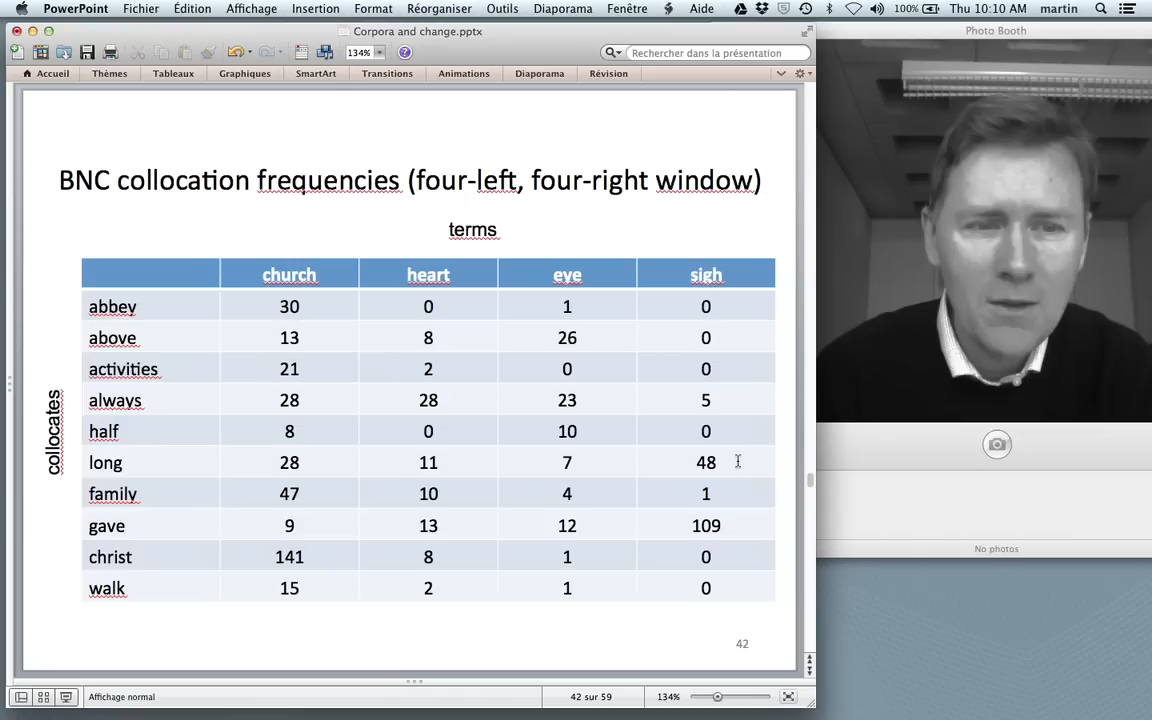 PowerPoint Fichier Édition Affichage Insertion Format Réorganiser Outils Diaporama Fenêtre Aide 100% Thu 10:10 AM martin
Corpora and change.pptx
Photo Booth
134% Rechercher dans la présentation
Accueil Thèmes Tableaux Graphiques SmartArt Transitions Animations Diaporama Révision
BNC collocation frequencies (four-left, four-right window)
terms
collocates
church heart eye sigh
abbey 30 0 1 0
above 13 8 26 0
activities 21 2 0 0
always 28 28 23 5
half 8 0 10 0
long 28 11 7 48
family 47 10 4 1
gave 9 13 12 109
christ 141 8 1 0
walk 15 2 1 0
42
No photos
Affichage normal 42 sur 59 134%